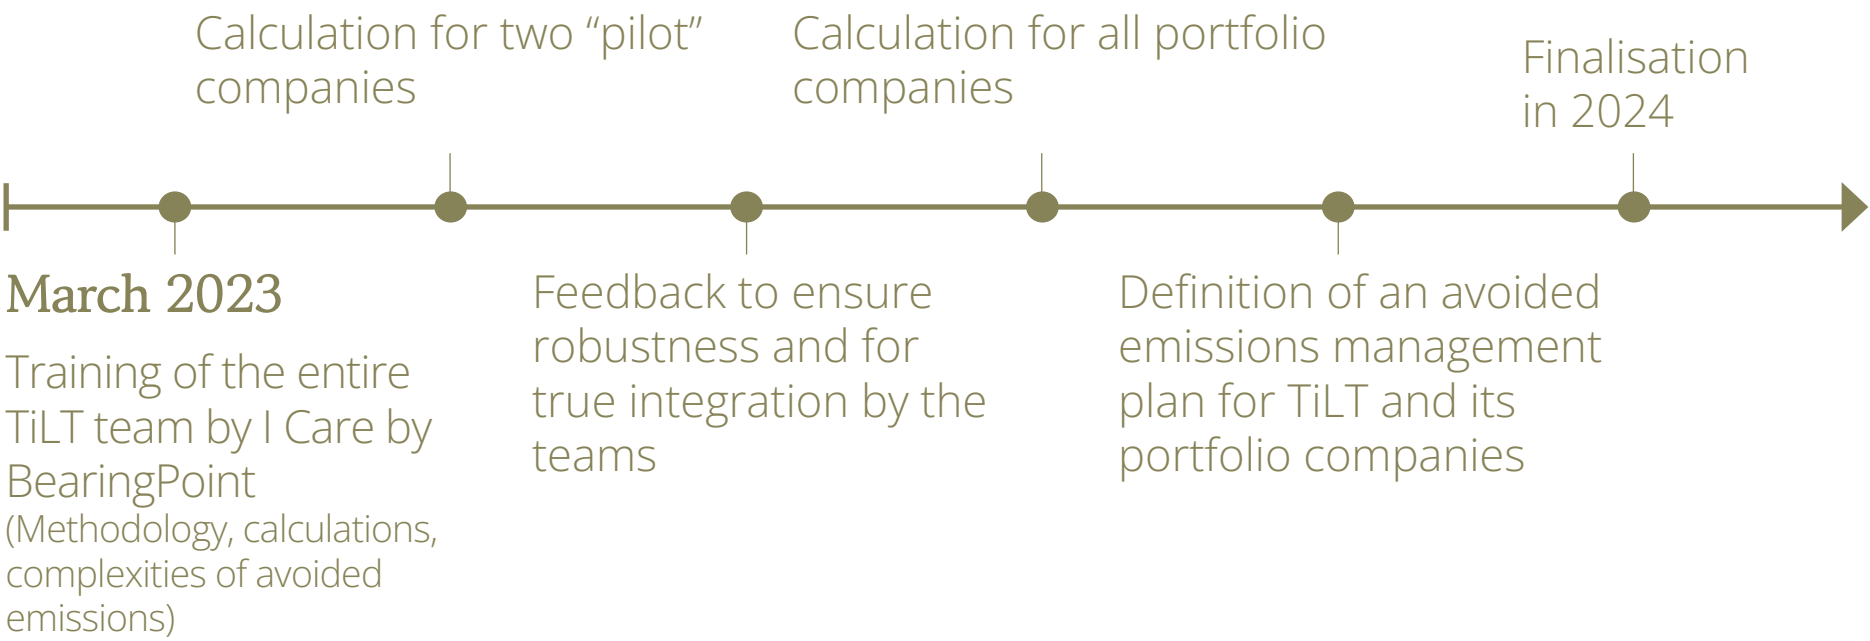 Calculation for two “pilot”
companies
Calculation for all portfolio
companies
Finalisation
in 2024
March 2023
Training of the entire
TiLT team by I Care by
BearingPoint
(Methodology, calculations,
complexities of avoided
emissions)
Feedback to ensure
robustness and for
true integration by the
teams
Definition of an avoided
emissions management
plan for TiLT and its
portfolio companies